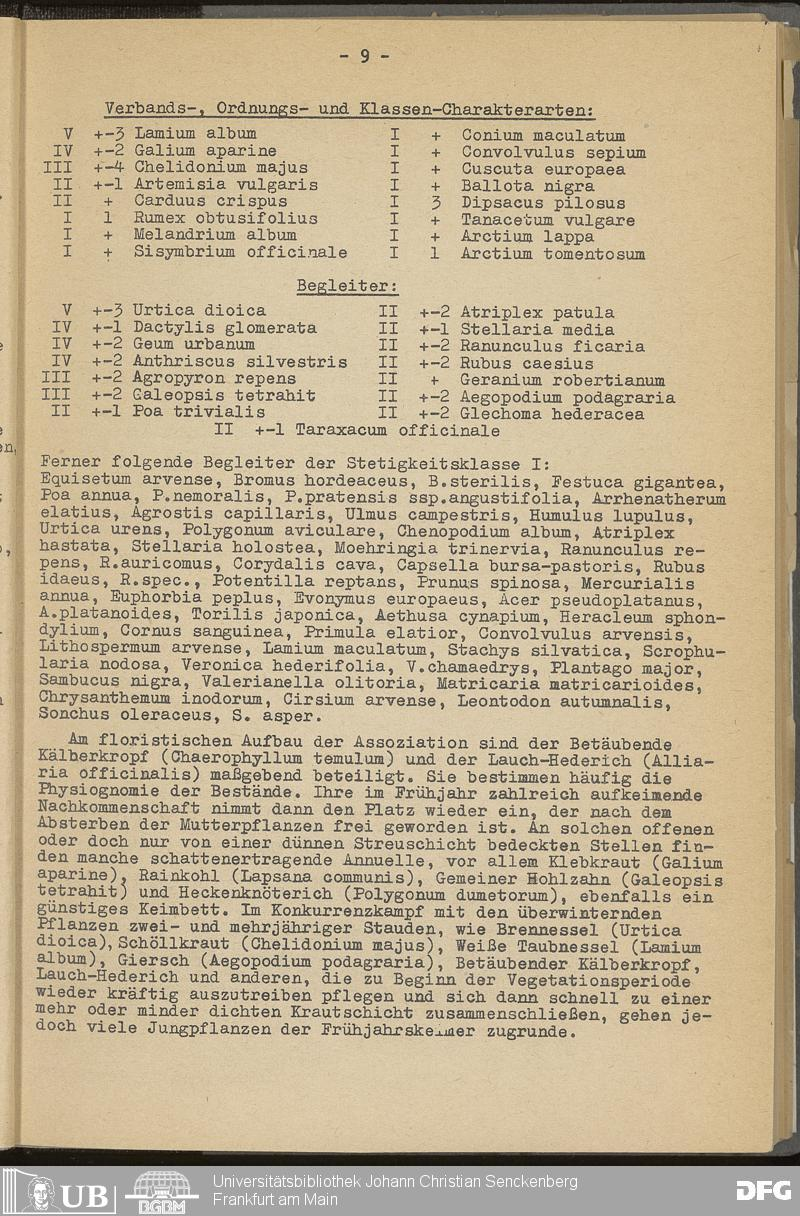 - 9 -
Verbands-, Ordnungs- und Klassen-Charakterarten:
V +-3 Lamium album I + Conium maculatum
IV +-2 Galium aparine I + Convolvulus sepium
III +-4 Chelidonium majus I + Cuscuta europaea
II +-1 Artemisia vulgaris I + Ballota nigra
II + Carduus crispus I 3 Dipsacus pilosus
I 1 Rumex obtusifolius I + Tanacetum vulgare
I + Melandrium album I + Arctium lappa
I + Sisymbrium officinale I 1 Arctium tomentosum
Begleiter:
V +-3 Urtica dioica II +-2 Atriplex patula
IV +-1 Dactylis glomerata II +-1 Stellaria media
IV +-2 Geum urbanum II +-2 Ranunculus ficaria
IV +-2 Anthriscus silvestris II +-2 Rubus caesius
III +-2 Agropyron repens II + Geranium robertianum
III +-2 Galeopsis tetrahit II +-2 Aegopodium podagraria
II +-1 Poa trivialis II +-2 Glechoma hederacea
II +-1 Taraxacum officinale
Ferner folgende Begleiter der Stetigkeitsklasse I:
Equisetum arvense, Bromus hordeaceus, B.sterilis, Festuca gigantea,
Poa annua, P.nemoralis, P.pratensis ssp.angustifolia, Arrhenatherum
elatius, Agrostis capillaris, Ulmus campestris, Humulus lupulus,
Urtica urens, Polygonum aviculare, Chenopodium album, Atriplex
hastata, Stellaria holostea, Moehringia trinervia, Ranunculus re-
pens, R.auricomus, Corydalis cava, Capsella bursa-pastoris, Rubus
idaeus, R.spec., Potentilla reptans, Prunus spinosa, Mercurialis
annua, Euphorbia peplus, Evonymus europaeus, Acer pseudoplatanus,
A.platanoides, Torilis japonica, Aethusa cynapium, Heracleum sphon-
dylium, Cornus sanguinea, Primula elatior, Convolvulus arvensis,
Lithospermum arvense, Lamium maculatum, Stachys silvatica, Scrophu-
laria nodosa, Veronica hederifolia, V.chamaedrys, Plantago major,
Sambucus nigra, Valerianella olitoria, Matricaria matricarioides,
Chrysanthemum inodorum, Cirsium arvense, Leontodon autumnalis,
Sonchus oleraceus, S. asper.
Am floristischen Aufbau der Assoziation sind der Betäubende
Kälberkropf (Chaerophyllum temulum) und der Lauch-Hederich (Allia-
ria officinalis) maßgebend beteiligt. Sie bestimmen häufig die
Physiognomie der Bestände. Ihre im Frühjahr zahlreich aufkeimende
Nachkommenschaft nimmt dann den Platz wieder ein, der nach dem
Absterben der Mutterpflanzen frei geworden ist. An solchen offenen
oder doch nur von einer dünnen Streuschicht bedeckten Stellen fin-
den manche schattenertragende Annuelle, vor allem Klebkraut (Galium
aparine), Rainkohl (Lapsana communis), Gemeiner Hohlzahn (Galeopsis
tetrahit) und Heckenknöterich (Polygonum dumetorum), ebenfalls ein
günstiges Keimbett. Im Konkurrenzkampf mit den überwinternden
Pflanzen zwei- und mehrjähriger Stauden, wie Brennessel (Urtica
dioica), Schöllkraut (Chelidonium majus), Weiße Taubnessel (Lamium
album), Giersch (Aegopodium podagraria), Betäubender Kälberkropf,
Lauch-Hederich und anderen, die zu Beginn der Vegetationsperiode
wieder kräftig auszutreiben pflegen und sich dann schnell zu einer
mehr oder minder dichten Krautschicht zusammenschließen, gehen je-
doch viele Jungpflanzen der Frühjahrskeimer zugrunde.
UB
BGBM
Universitätsbibliothek Johann Christian Senckenberg
Frankfurt am Main
DFG